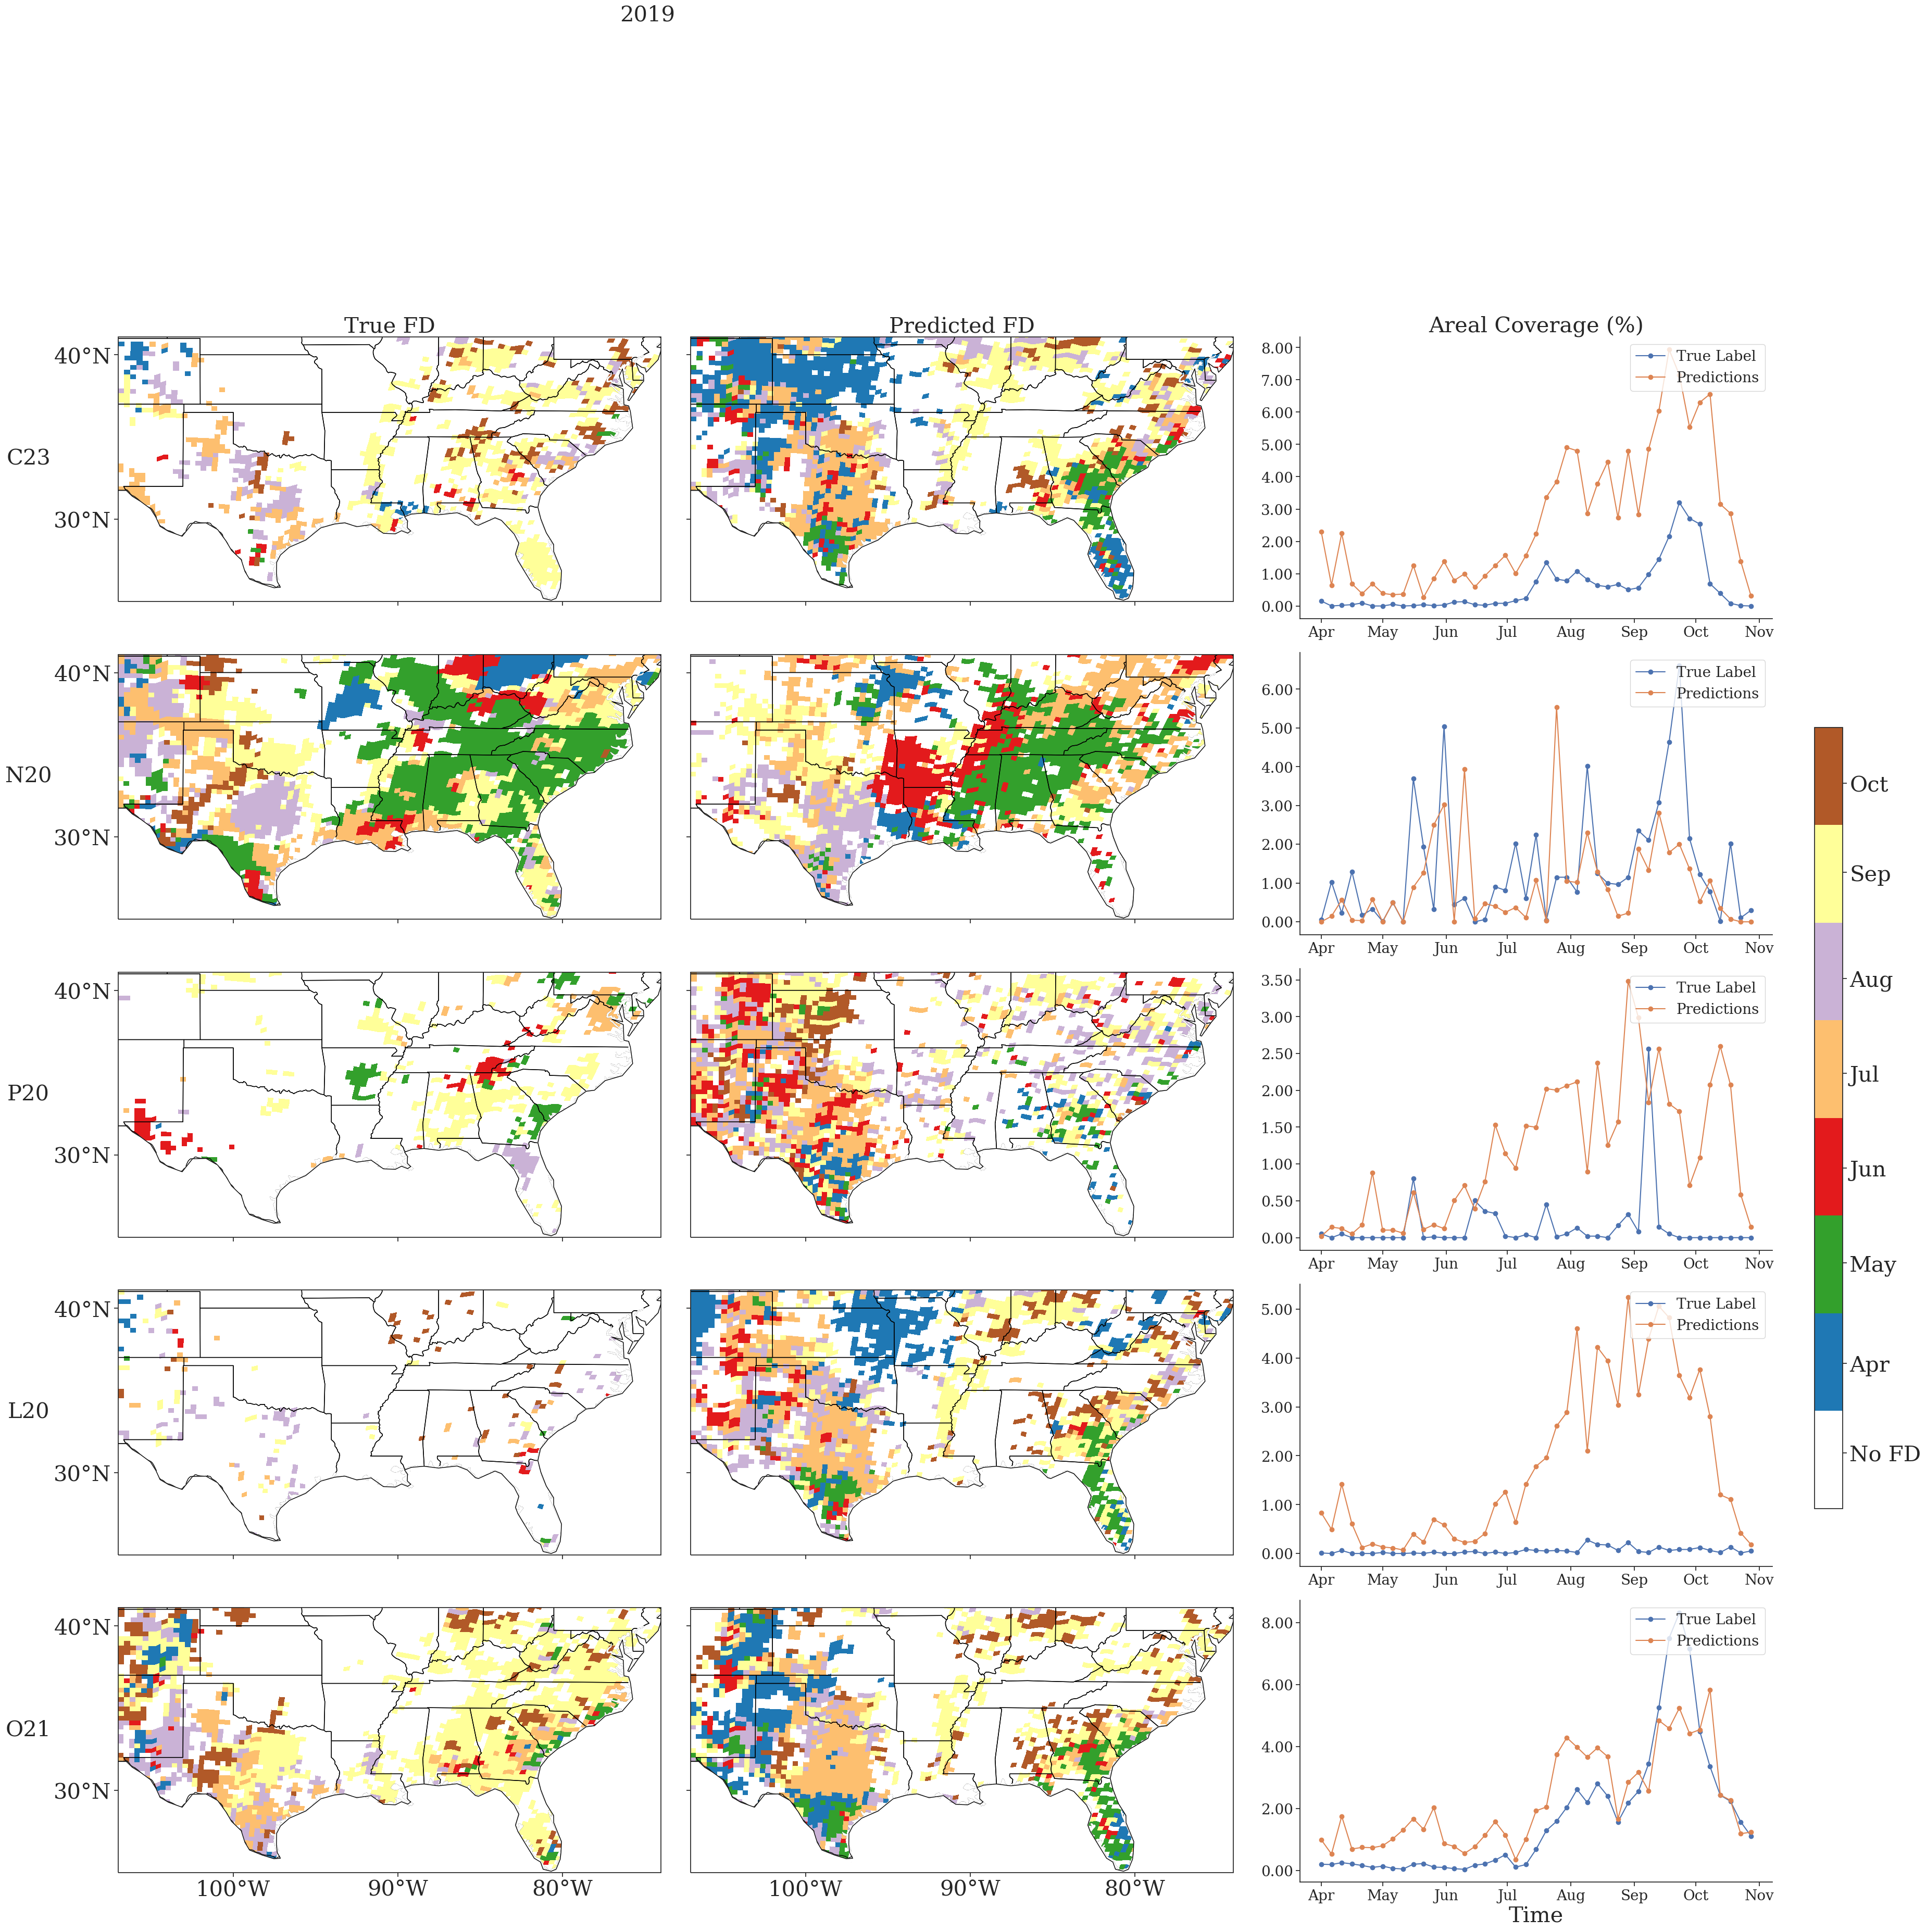 2019
True FD
Predicted FD
Areal Coverage (%)
C23
40°N
30°N
8.00
7.00
6.00
5.00
4.00
3.00
2.00
1.00
0.00
True Label
Predictions
Apr
May
Jun
Jul
Aug
Sep
Oct
Nov
N20
40°N
30°N
6.00
5.00
4.00
3.00
2.00
1.00
0.00
True Label
Predictions
Apr
May
Jun
Jul
Aug
Sep
Oct
Nov
P20
40°N
30°N
3.50
3.00
2.50
2.00
1.50
1.00
0.50
0.00
True Label
Predictions
Apr
May
Jun
Jul
Aug
Sep
Oct
Nov
L20
40°N
30°N
5.00
4.00
3.00
2.00
1.00
0.00
True Label
Predictions
Apr
May
Jun
Jul
Aug
Sep
Oct
Nov
O21
40°N
30°N
100°W
90°W
80°W
100°W
90°W
80°W
8.00
6.00
4.00
2.00
0.00
True Label
Predictions
Apr
May
Jun
Jul
Aug
Sep
Oct
Nov
Time
Oct
Sep
Aug
Jul
Jun
May
Apr
No FD